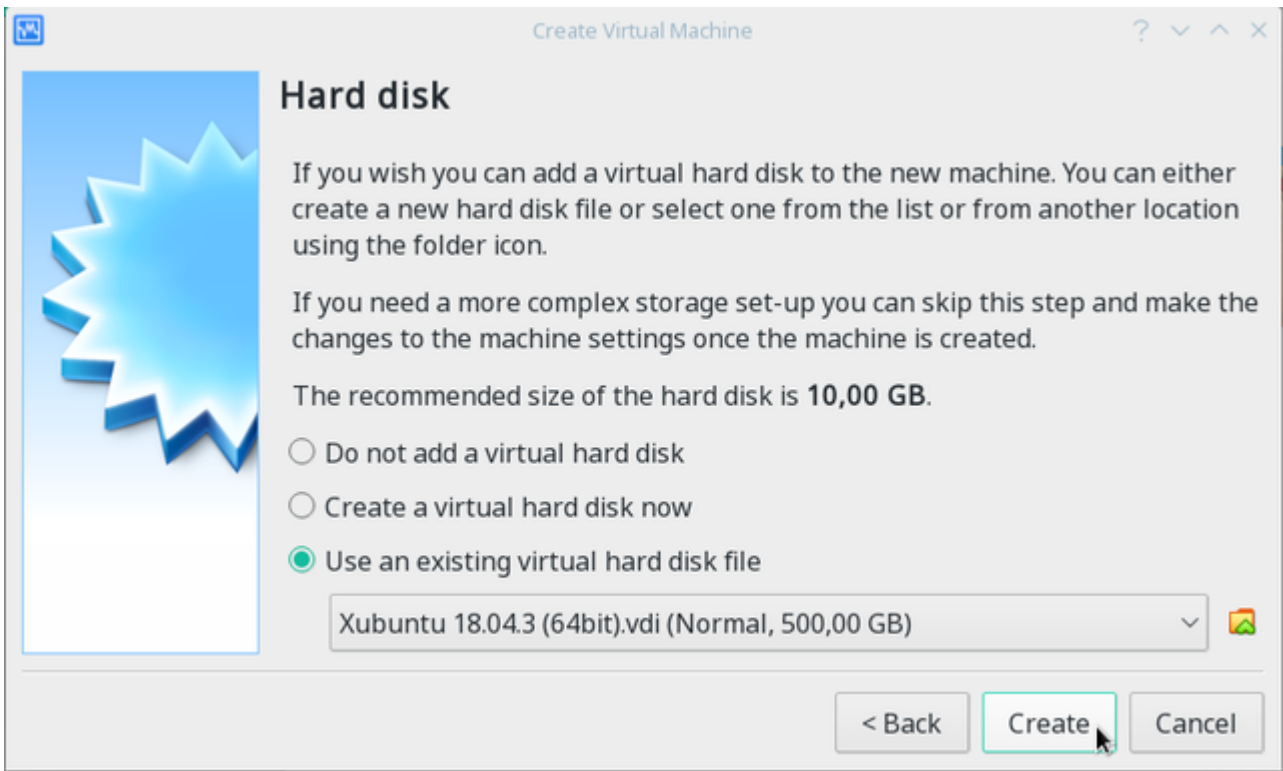 Create Virtual Machine
?
Hard disk
If you wish you can add a virtual hard disk to the new machine. You can either
create a new hard disk file or select one from the list or from another location
using the folder icon.
If you need a more complex storage set-up you can skip this step and make the
changes to the machine settings once the machine is created.
The recommended size of the hard disk is 10,00 GB.
Do not add a virtual hard disk
Create a virtual hard disk now
Use an existing virtual hard disk file
Xubuntu 18.04.3 (64bit).vdi (Normal, 500,00 GB)
< Back Create Cancel